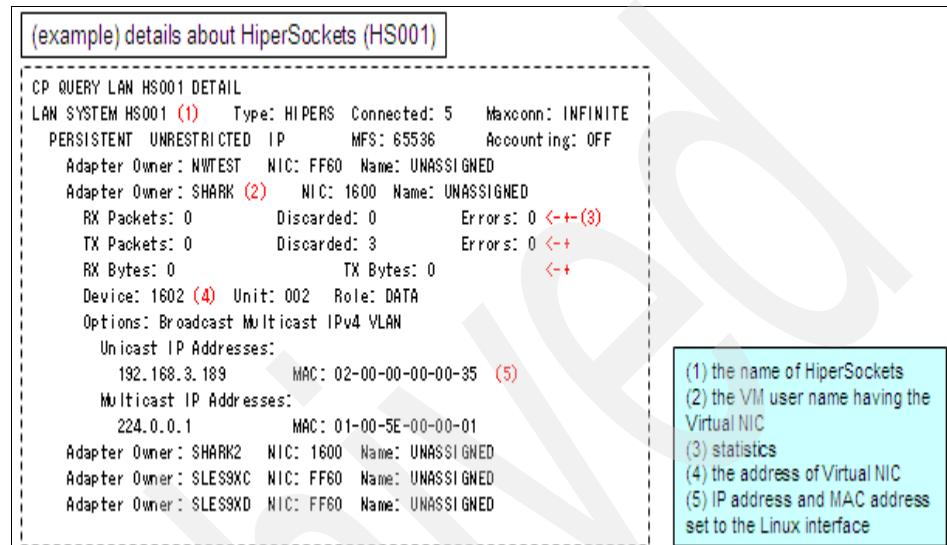 (example) details about HiperSockets (HS001)
CP QUERY LAN HS001 DETAIL
LAN SYSTEM HS001 (1) Type: HIPERS Connected: 5 Maxconn: INFINITE
PERSISTENT UNRESTRICTED IP MFS: 65536 Accounting: OFF
Adapter Owner: NWTEST NIC: FF60 Name: UNASSIGNED
Adapter Owner: SHARK (2) NIC: 1600 Name: UNASSIGNED
RX Packets: 0 Discarded: 0 Errors: 0 <-+-(3)
TX Packets: 0 Discarded: 3 Errors: 0 <-+
RX Bytes: 0 TX Bytes: 0 <-+
Device: 1602 (4) Unit: 002 Role: DATA
Options: Broadcast Multicast IPv4 VLAN
Unicast IP Addresses:
192.168.3.189 MAC: 02-00-00-00-00-35 (5)
Multicast IP Addresses:
224.0.0.1 MAC: 01-00-5E-00-00-01
Adapter Owner: SHARK2 NIC: 1600 Name: UNASSIGNED
Adapter Owner: SLES9XC NIC: FF60 Name: UNASSIGNED
Adapter Owner: SLES9XD NIC: FF60 Name: UNASSIGNED
(1) the name of HiperSockets
(2) the VM user name having the
Virtual NIC
(3) statistics
(4) the address of Virtual NIC
(5) IP address and MAC address
set to the Linux interface